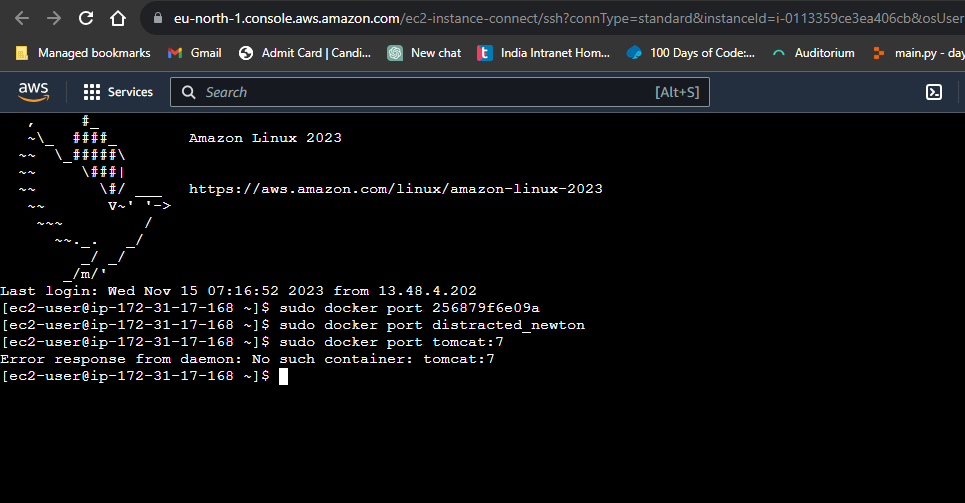 eu-north-1.console.aws.amazon.com/ec2-instance-connect/ssh?connType=standard&instanceId=i-0113359ce3ea406cb&osUser
Managed bookmarks Gmail Admit Card | Candi... New chat India Intranet Hom... 100 Days of Code:... Auditorium main.py - day
aws Services Search [Alt+S]
   ,     #_
   ~\_  ####_        Amazon Linux 2023
  ~~  \_#####\
  ~~     \###|
  ~~       \#/ ___   https://aws.amazon.com/linux/amazon-linux-2023
   ~~       V~' '->
    ~~~         /
      ~~._.   _/
         _/ _/
       _/m/'
Last login: Wed Nov 15 07:16:52 2023 from 13.48.4.202
[ec2-user@ip-172-31-17-168 ~]$ sudo docker port 256879f6e09a
[ec2-user@ip-172-31-17-168 ~]$ sudo docker port distracted_newton
[ec2-user@ip-172-31-17-168 ~]$ sudo docker port tomcat:7
Error response from daemon: No such container: tomcat:7
[ec2-user@ip-172-31-17-168 ~]$